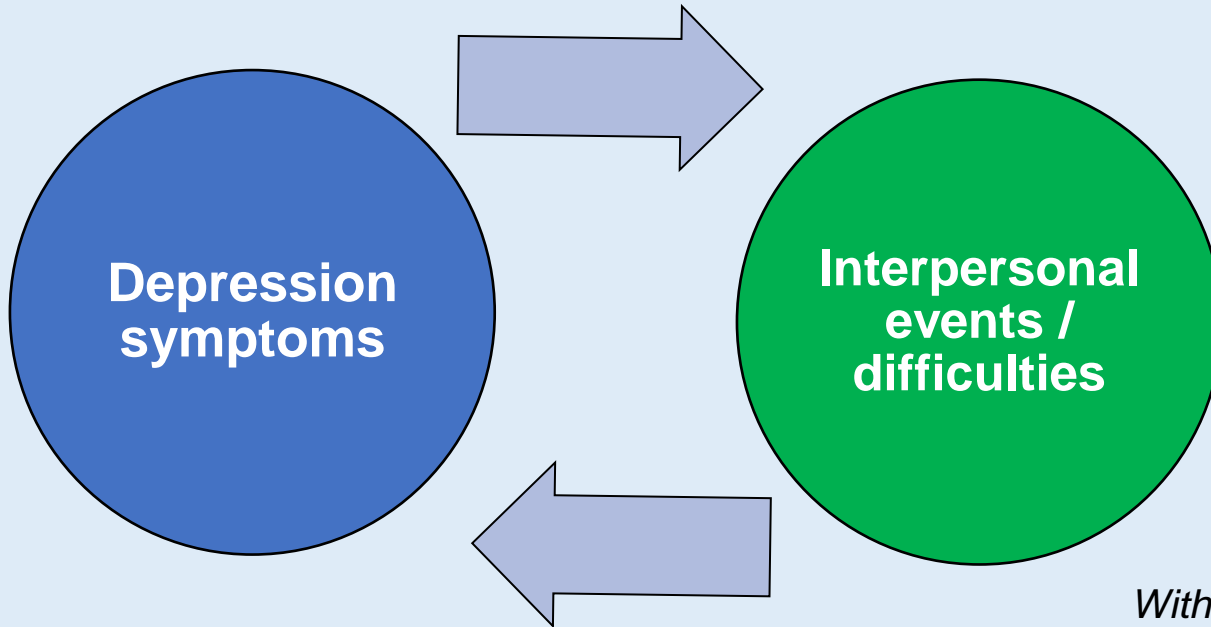 Depression
symptoms
Interpersonal
events /
difficulties
With